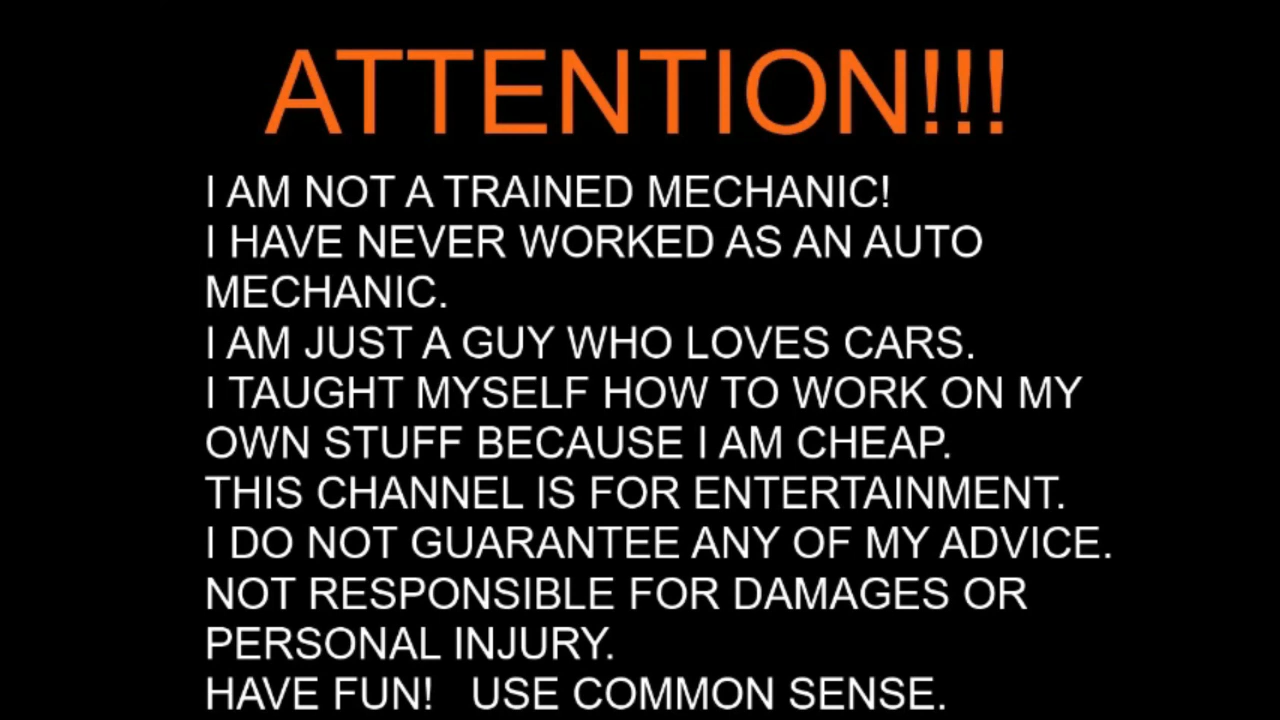 ATTENTION!!!
I AM NOT A TRAINED MECHANIC!
I HAVE NEVER WORKED AS AN AUTO
MECHANIC.
I AM JUST A GUY WHO LOVES CARS.
I TAUGHT MYSELF HOW TO WORK ON MY
OWN STUFF BECAUSE I AM CHEAP.
THIS CHANNEL IS FOR ENTERTAINMENT.
I DO NOT GUARANTEE ANY OF MY ADVICE.
NOT RESPONSIBLE FOR DAMAGES OR
PERSONAL INJURY.
HAVE FUN!   USE COMMON SENSE.